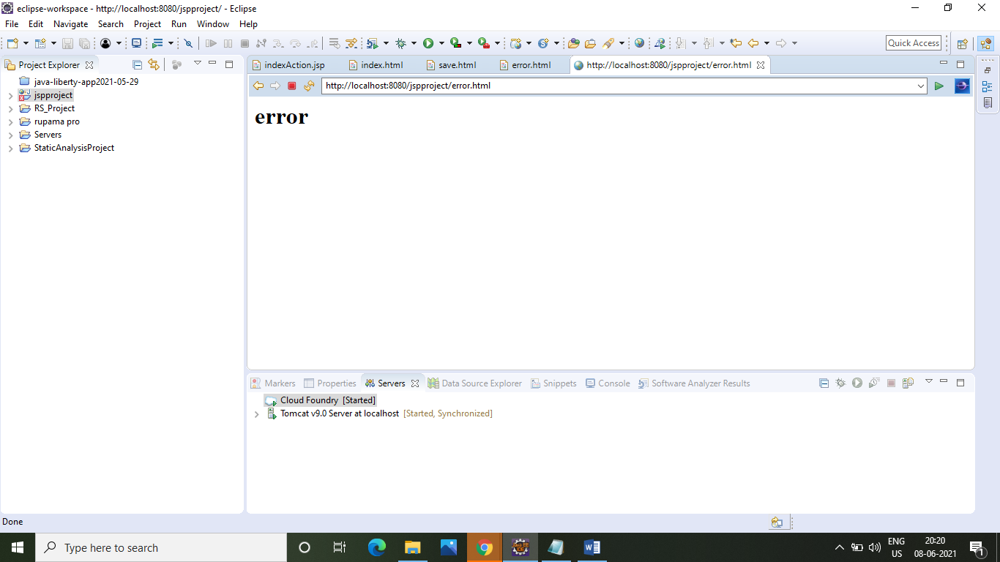 eclipse-workspace - http://localhost:8080/jspproject/ - Eclipse
File Edit Navigate Search Project Run Window Help
Quick Access
Project Explorer
indexAction.jsp index.html save.html error.html http://localhost:8080/jspproject/error.html
java-liberty-app2021-05-29
http://localhost:8080/jspproject/error.html
jspproject
RS_Project
rupama pro
Servers
StaticAnalysisProject
error
Markers Properties Servers Data Source Explorer Snippets Console Software Analyzer Results
Cloud Foundry [Started]
Tomcat v9.0 Server at localhost [Started, Synchronized]
Done
Type here to search
JAVA EE
IDE
ENG
US
20:20
08-06-2021
1